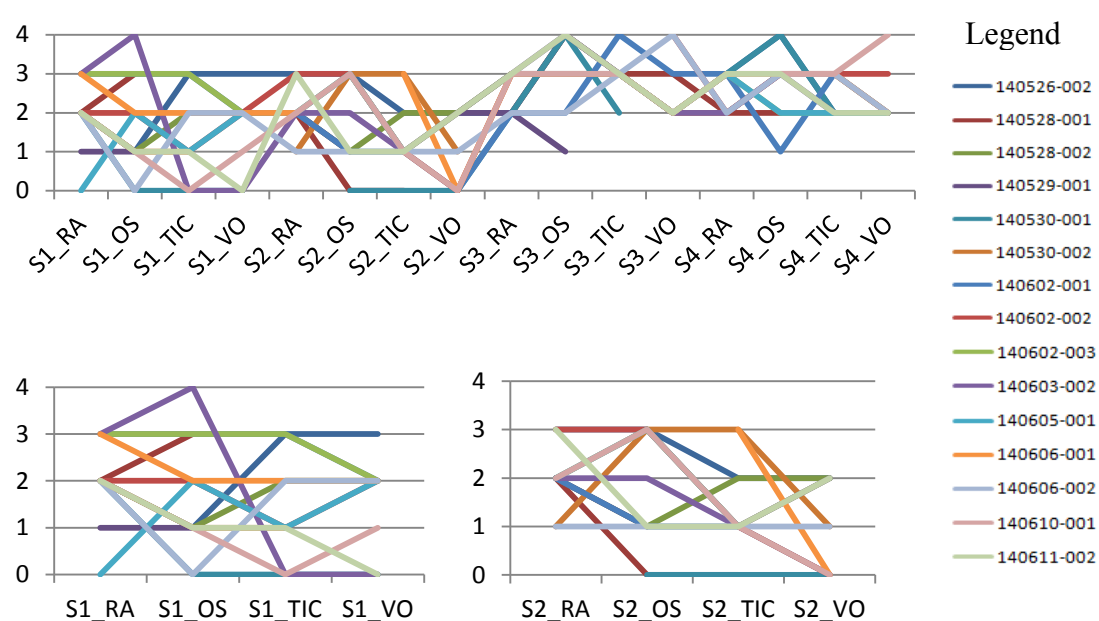 4
3
2
1
0
S1_RA
S1_OS
S1_TIC
S1_VO
S2_RA
S2_OS
S2_TIC
S2_VO
S3_RA
S3_OS
S3_TIC
S3_VO
S4_RA
S4_OS
S4_TIC
S4_VO
Legend
140526-002
140528-001
140528-002
140529-001
140530-001
140530-002
140602-001
140602-002
140602-003
140603-002
140605-001
140606-001
140606-002
140610-001
140611-002
4
3
2
1
0
S1_RA S1_OS S1_TIC S1_VO
4
3
2
1
0
S2_RA S2_OS S2_TIC S2_VO